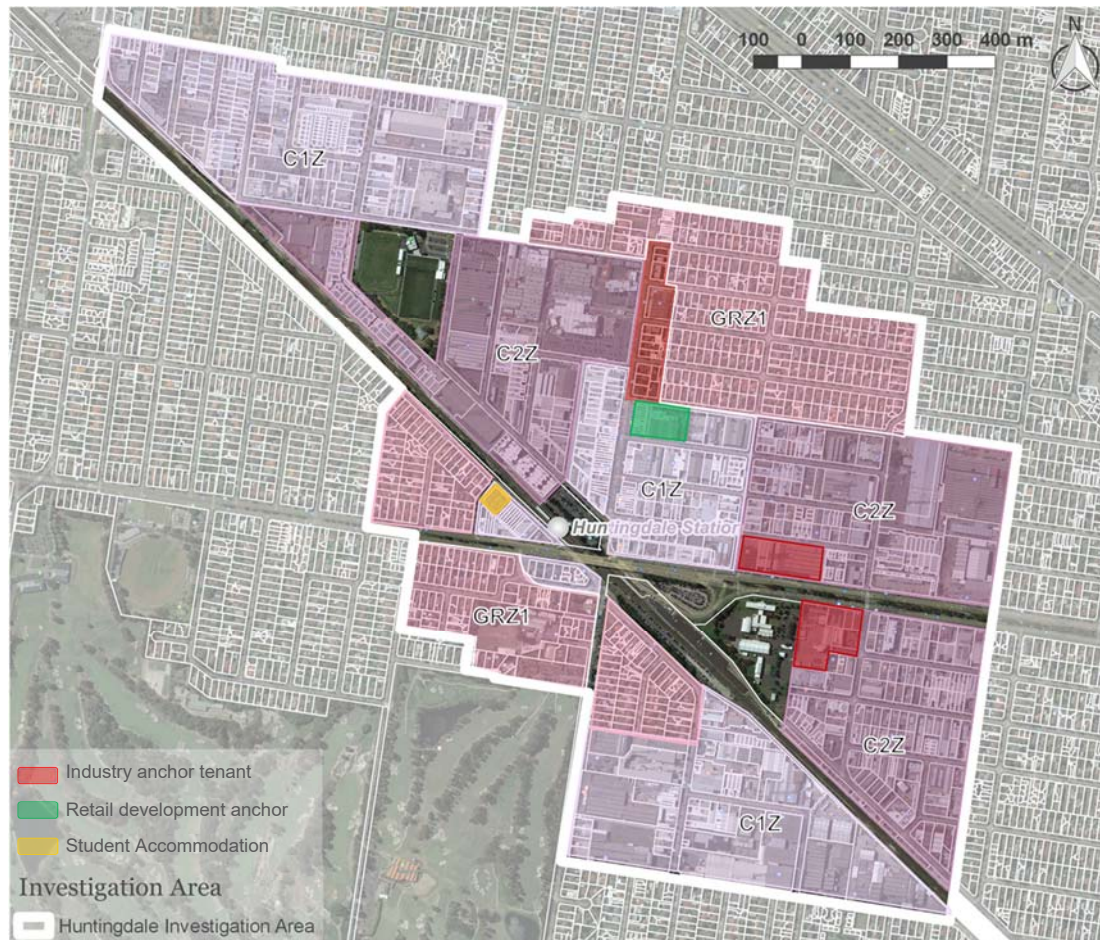 N
100 0 100 200 300 400 m
C1Z
GRZ1
C2Z
C1Z
C2Z
Huntingdale Station
GRZ1
C2Z
C1Z
Industry anchor tenant
Retail development anchor
Student Accommodation
Investigation Area
Huntingdale Investigation Area